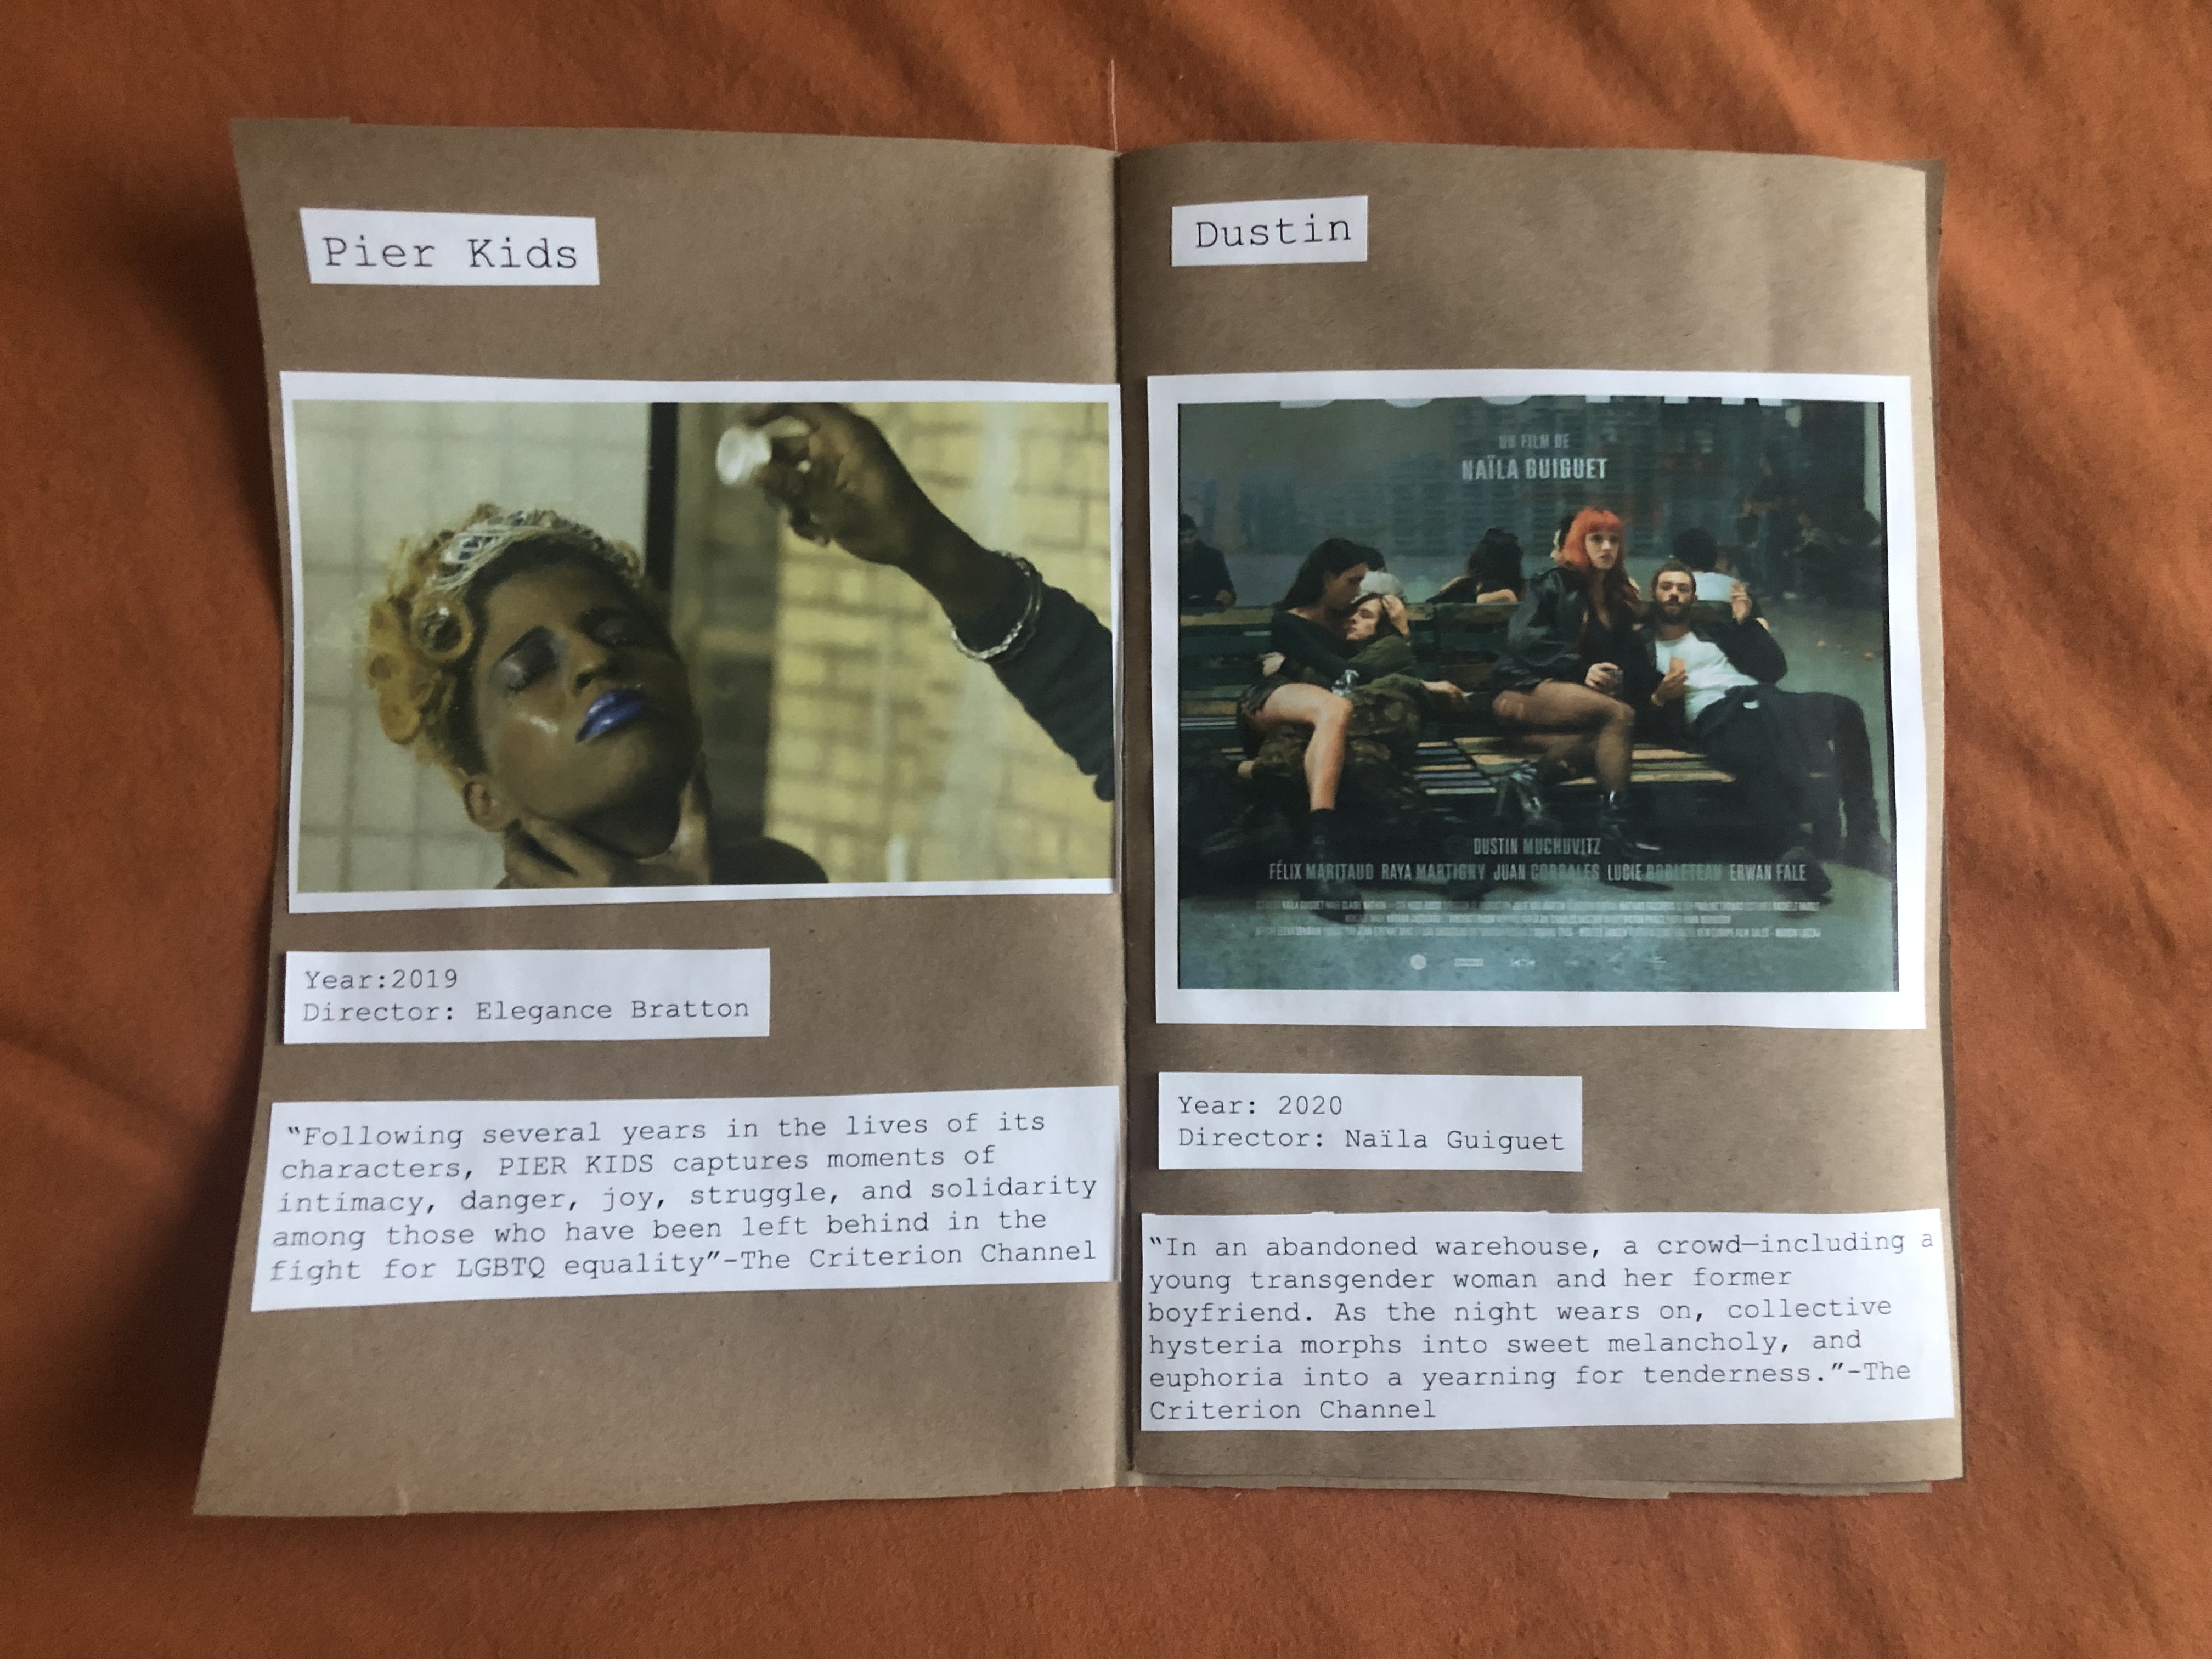 Pier Kids
Year:2019
Director: Elegance Bratton
“Following several years in the lives of its
characters, PIER KIDS captures moments of
intimacy, danger, joy, struggle, and solidarity
among those who have been left behind in the
fight for LGBTQ equality”-The Criterion Channel
Dustin
UN FILM DE
NAÏLA GUIGUET
DUSTIN MUCHUVITZ
FÉLIX MARITAUD RAYA MARTIGNY JUAN CORRALES LUCIE BORLETEAU ERWAN FALE
Year: 2020
Director: Naïla Guiguet
“In an abandoned warehouse, a crowd—including a
young transgender woman and her former
boyfriend. As the night wears on, collective
hysteria morphs into sweet melancholy, and
euphoria into a yearning for tenderness.”-The
Criterion Channel